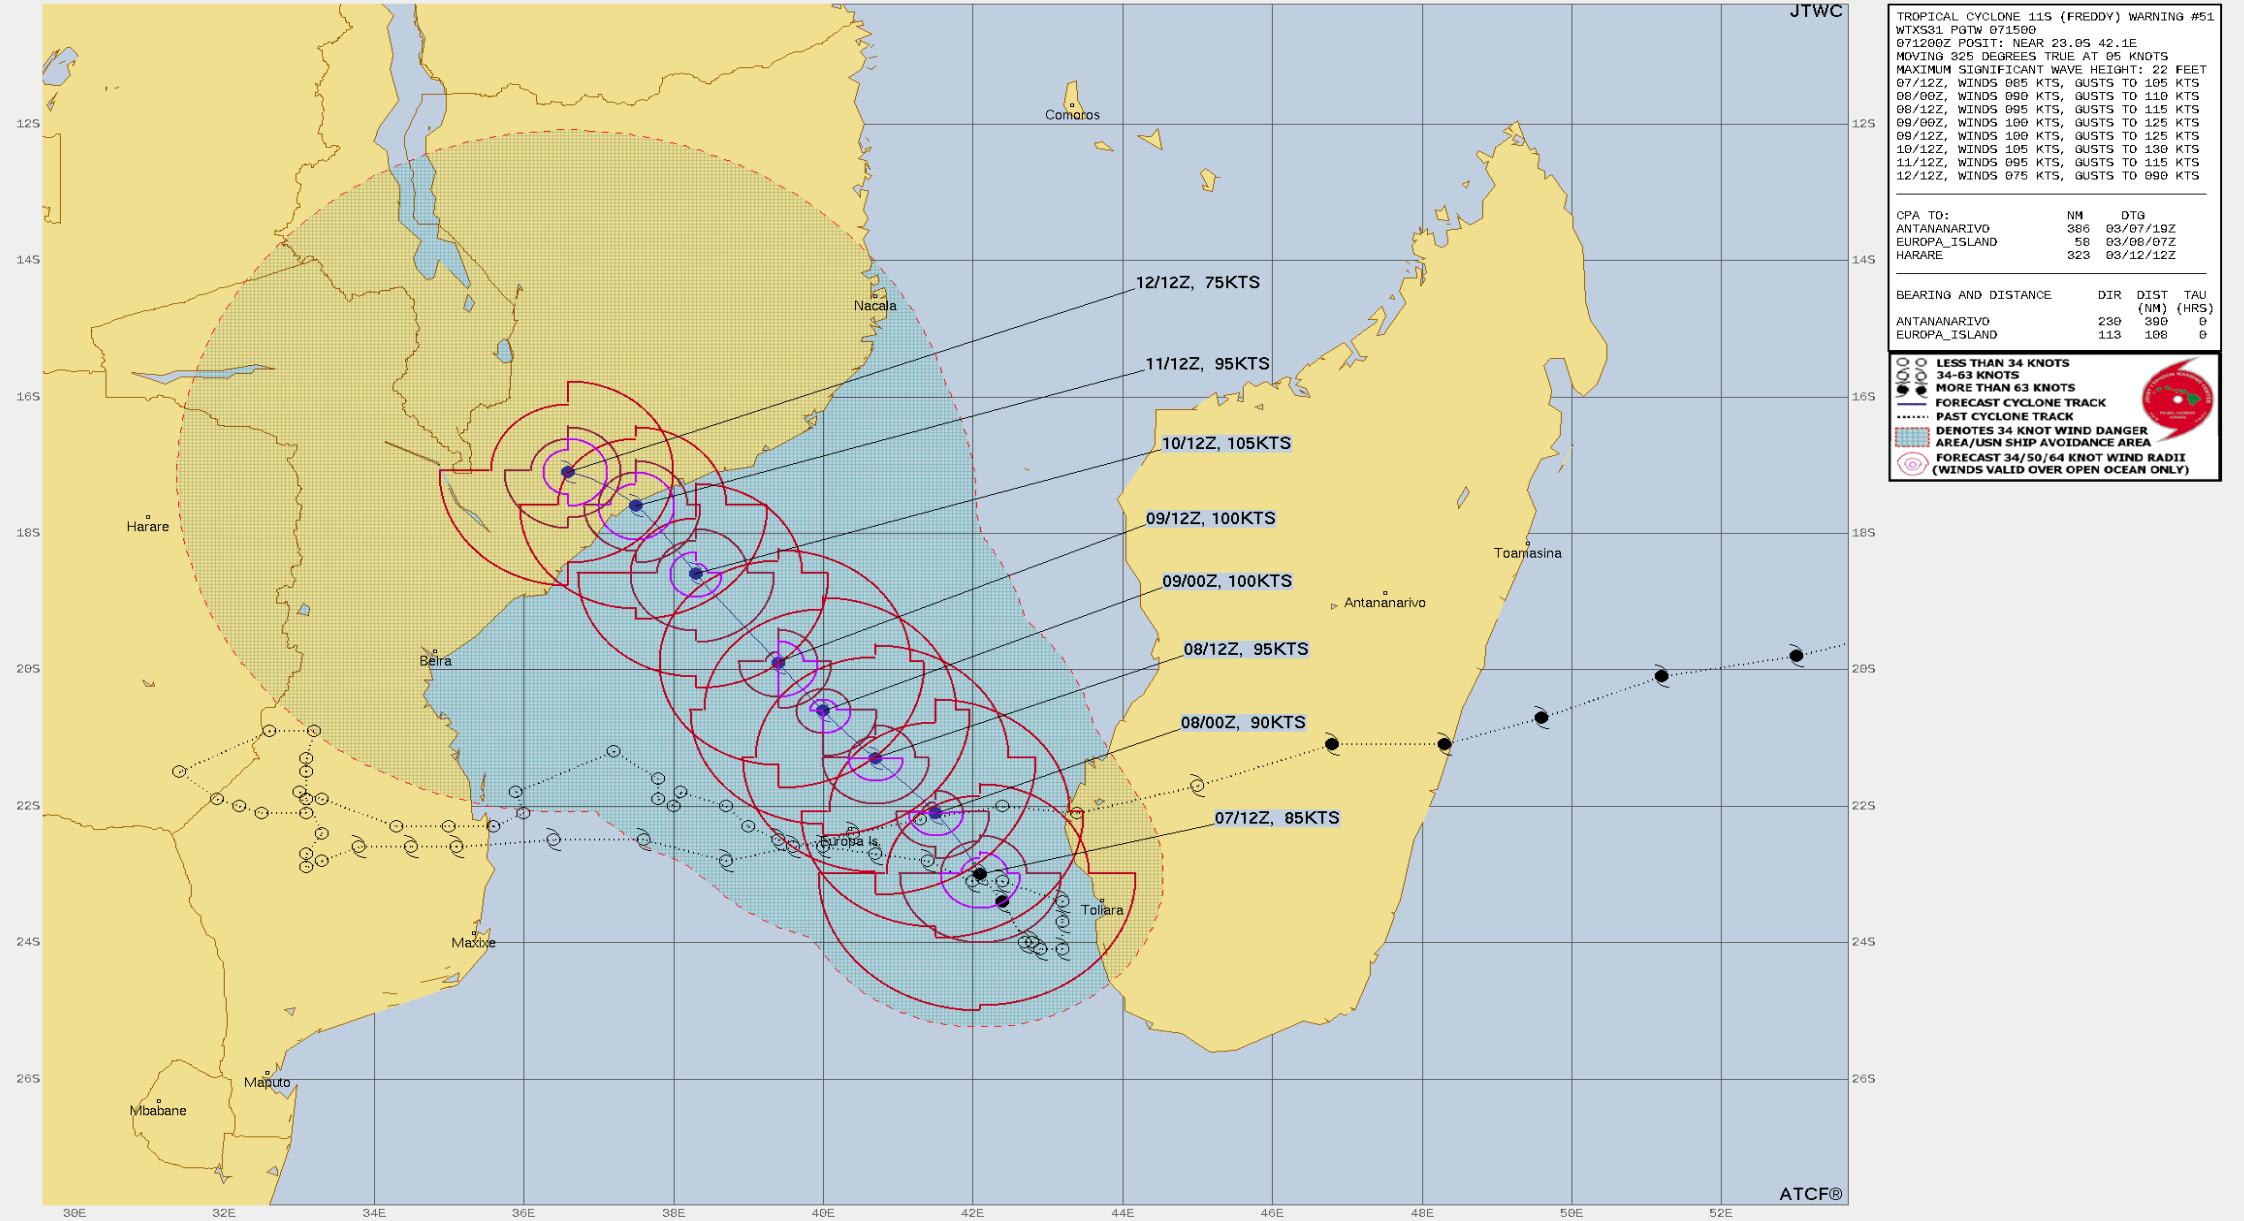 JTWC
TROPICAL CYCLONE 11S (FREDDY) WARNING #51
WTXS31 PGTW 071500
071200Z POSIT: NEAR 23.0S 42.1E
MOVING 325 DEGREES TRUE AT 05 KNOTS
MAXIMUM SIGNIFICANT WAVE HEIGHT: 22 FEET
07/12Z, WINDS 085 KTS, GUSTS TO 105 KTS
08/00Z, WINDS 090 KTS, GUSTS TO 110 KTS
08/12Z, WINDS 095 KTS, GUSTS TO 115 KTS
09/00Z, WINDS 100 KTS, GUSTS TO 125 KTS
09/12Z, WINDS 100 KTS, GUSTS TO 125 KTS
10/12Z, WINDS 105 KTS, GUSTS TO 130 KTS
11/12Z, WINDS 095 KTS, GUSTS TO 115 KTS
12/12Z, WINDS 075 KTS, GUSTS TO 090 KTS
CPA TO: NM DTG
ANTANANARIVO 386 03/07/19Z
EUROPA_ISLAND 58 03/08/07Z
HARARE 323 03/12/12Z
BEARING AND DISTANCE DIR DIST TAU
(NM) (HRS)
ANTANANARIVO 230 390 0
EUROPA_ISLAND 113 108 0
LESS THAN 34 KNOTS
34-63 KNOTS
MORE THAN 63 KNOTS
FORECAST CYCLONE TRACK
PAST CYCLONE TRACK
DENOTES 34 KNOT WIND DANGER
AREA/USN SHIP AVOIDANCE AREA
FORECAST 34/50/64 KNOT WIND RADII
(WINDS VALID OVER OPEN OCEAN ONLY)
Comoros
12S 12S
14S 14S
12/12Z, 75KTS
Nacala
11/12Z, 95KTS
16S 16S
10/12Z, 105KTS
09/12Z, 100KTS
Harare
18S 18S
Toamasina
09/00Z, 100KTS
Antananarivo
08/12Z, 95KTS
Beira
20S 20S
08/00Z, 90KTS
22S 22S
07/12Z, 85KTS
Europa Is.
Toliara
24S 24S
Maxixe
26S 26S
Maputo
Mbabane
ATCF®
30E 32E 34E 36E 38E 40E 42E 44E 46E 48E 50E 52E